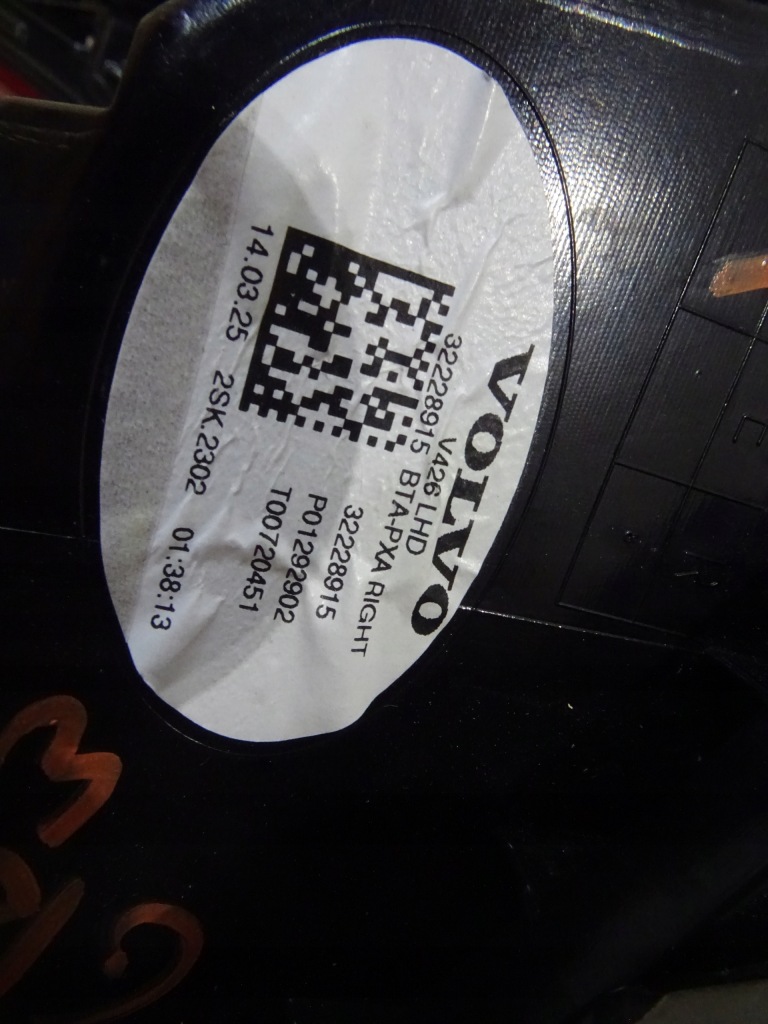 VOLVO
V426 LHD
32228915 BTA-PXA RIGHT
32228915
P01292902
T00720451
14.03.25 2SK.2302 01:38:13